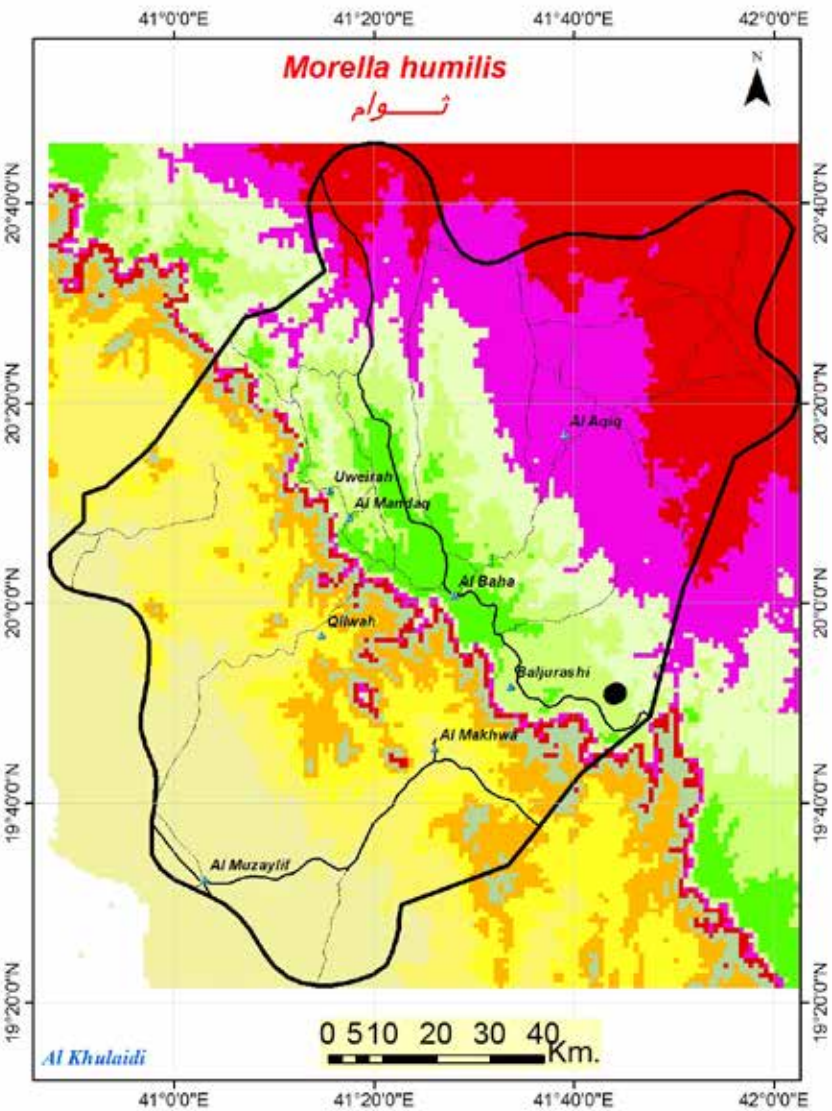 41°0'0"E 41°20'0"E 41°40'0"E 42°0'0"E
Morella humilis
ثـــوام
N
20°40'0"N 20°40'0"N
20°20'0"N 20°20'0"N
Al Aqiq
Uweirah
Al Mandaq
20°0'0"N 20°0'0"N
Al Baha
Qilwah
Baljurashi
Al Makhwa
19°40'0"N 19°40'0"N
Al Muzaylif
19°20'0"N 19°20'0"N
0 5 10 20 30 40 Km.
Al Khulaidi
41°0'0"E 41°20'0"E 41°40'0"E 42°0'0"E